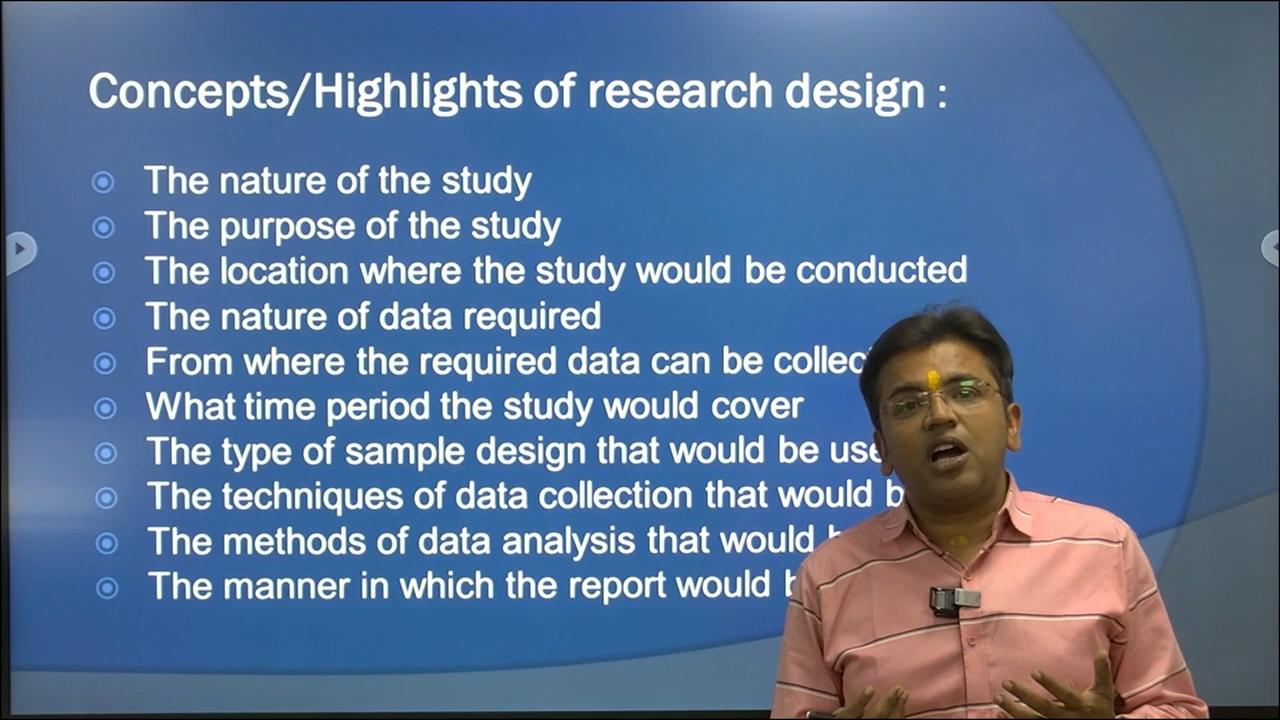 Concepts/Highlights of research design :
The nature of the study
The purpose of the study
The location where the study would be conducted
The nature of data required
From where the required data can be
What time period the study would cover
The type of sample design that would be
The techniques of data collection that would
The methods of data analysis that would
The manner in which the report would